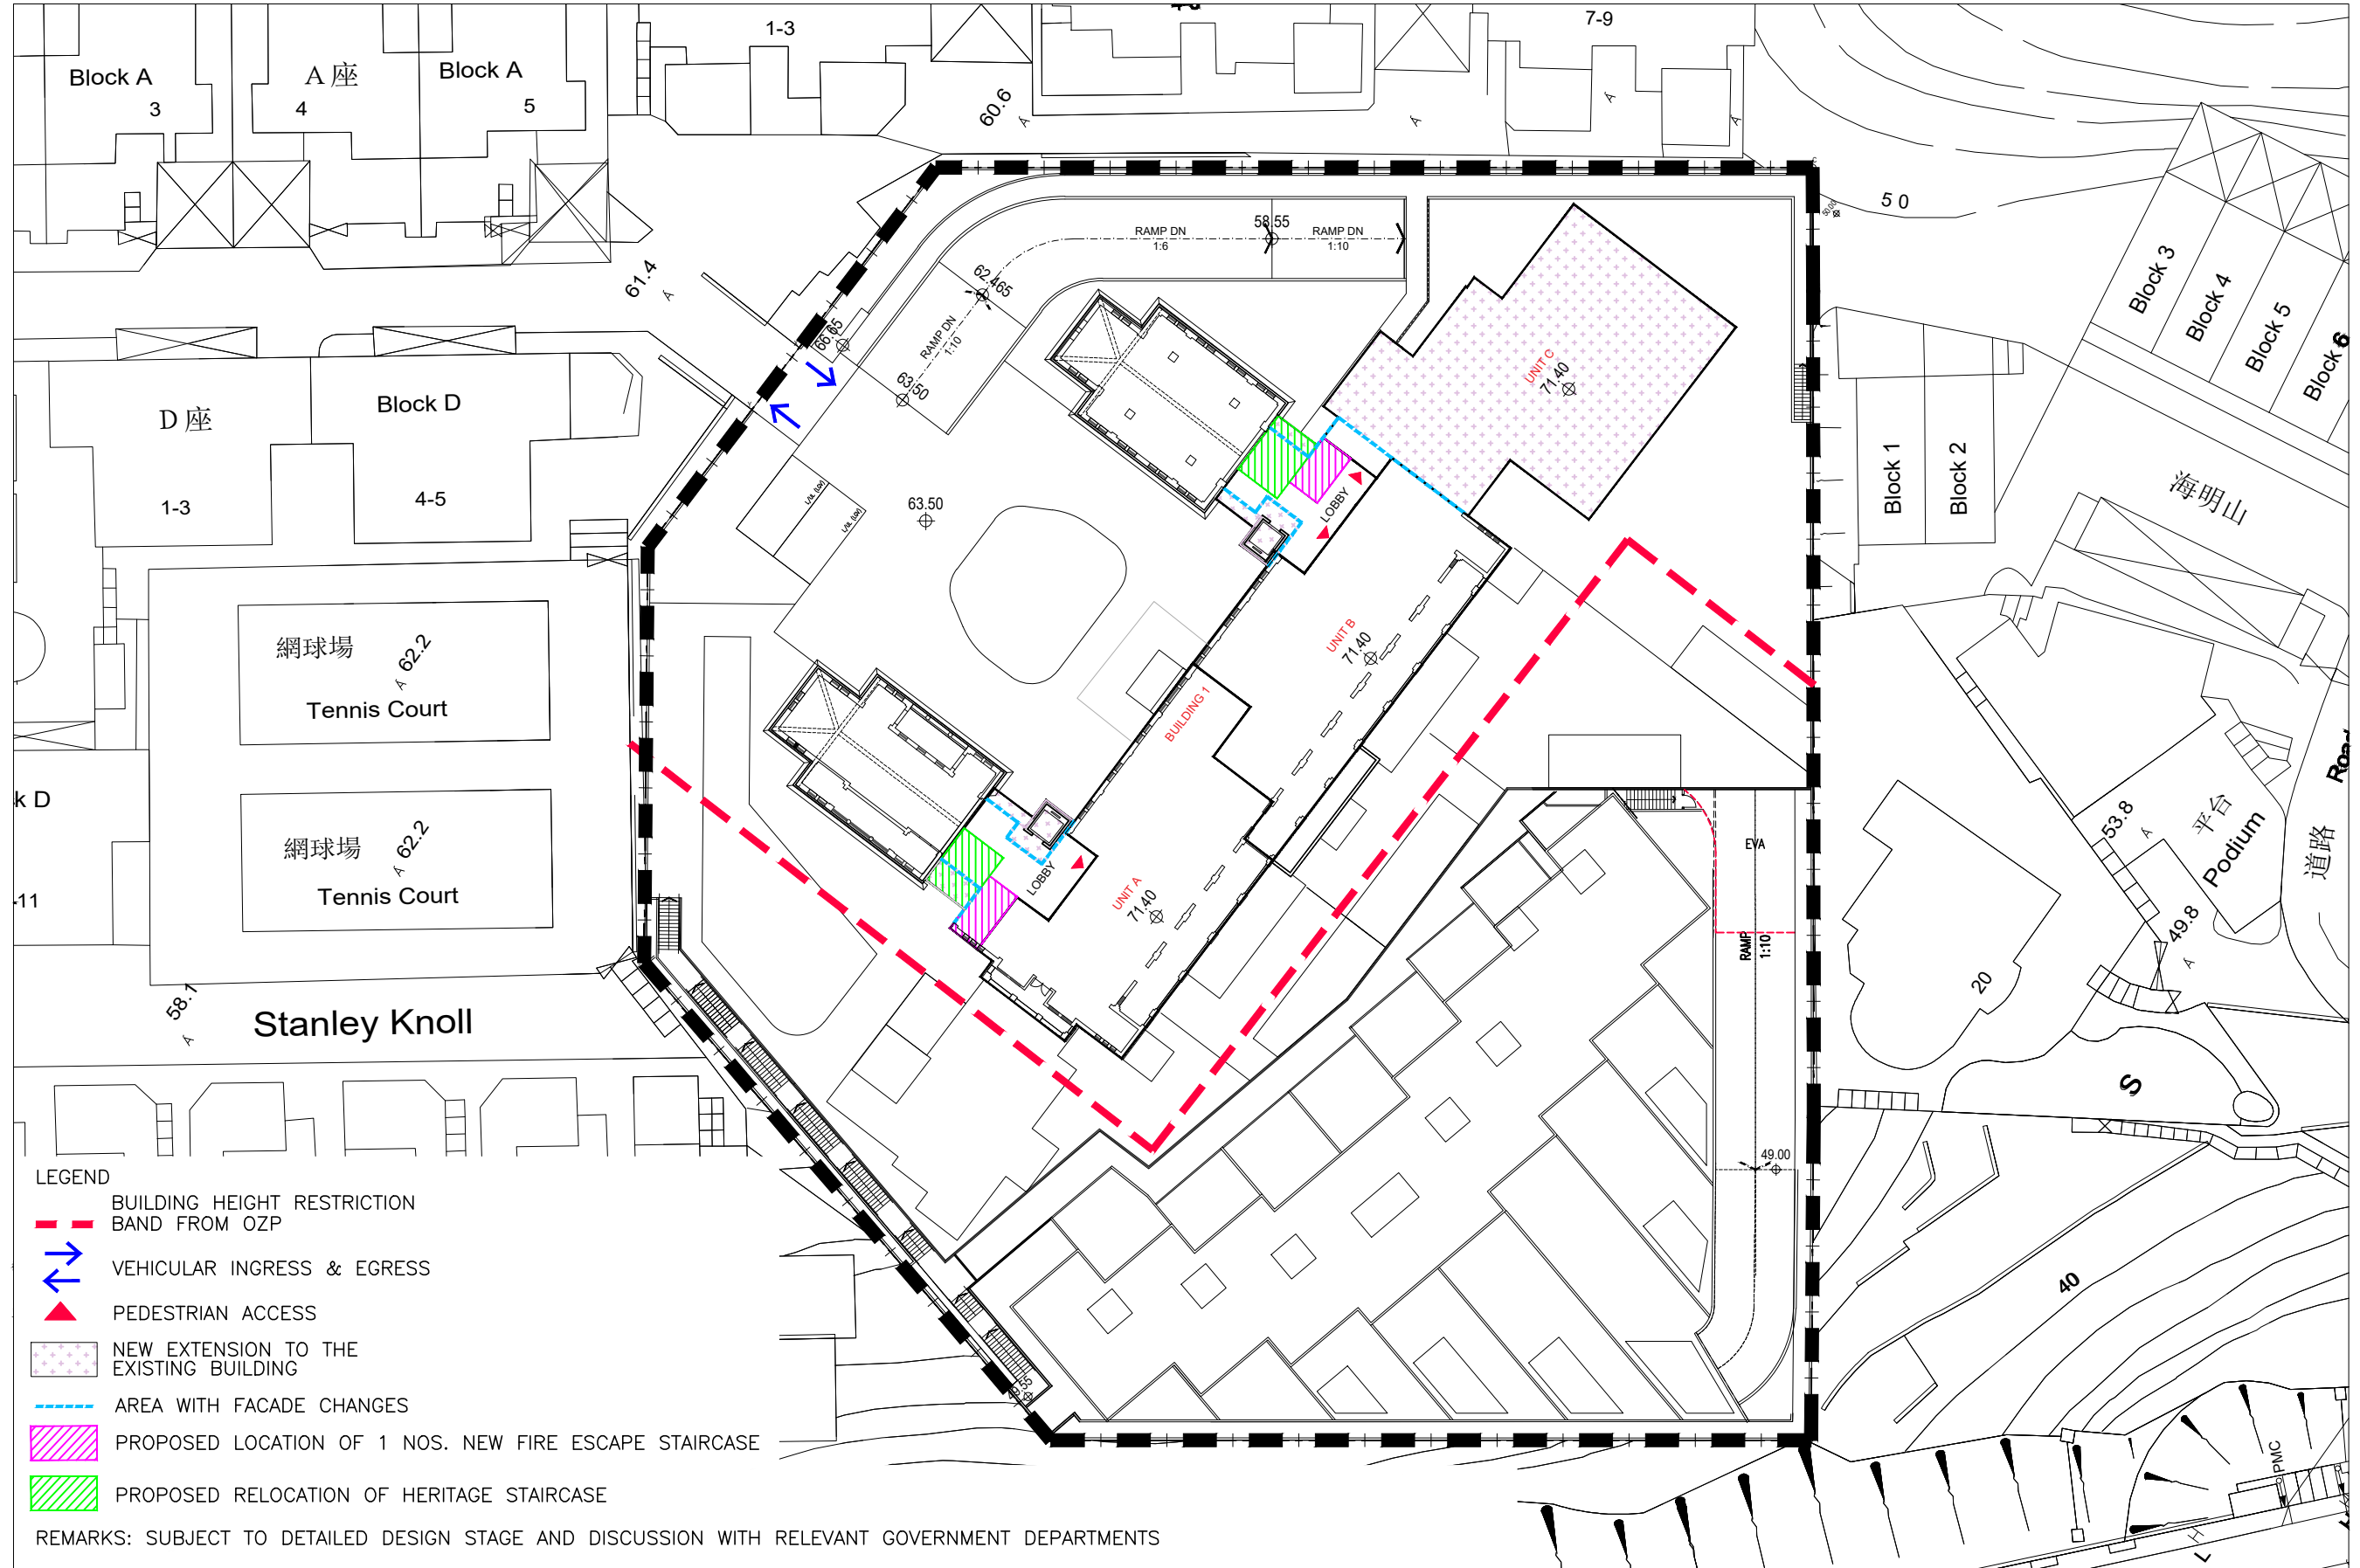 1-3
7-9
Block A
A座
Block A
3
4
5
60.6
50
50.00
61.4
RAMP DN
1:6
58.55
RAMP DN
1:10
62.465
RAMP DN
1:10
66.65
63.50
63.50
UNIT C
71.40
LOBBY
UNIT B
71.40
BUILDING 1
LOBBY
UNIT A
71.40
Block 3
Block 4
Block 5
Block 6
Block 1
Block 2
海明山
D座
Block D
1-3
4-5
L/UL (LGV)
L/UL (LGV)
網球場
62.2
Tennis Court
網球場
62.2
Tennis Court
k D
-11
58.1
Stanley Knoll
EVA
RAMP
1:10
49.00
53.8
平台
Podium
道路
Road
49.8
20
S
40
PMC
H
L
LEGEND
BUILDING HEIGHT RESTRICTION
BAND FROM OZP
VEHICULAR INGRESS & EGRESS
PEDESTRIAN ACCESS
NEW EXTENSION TO THE
EXISTING BUILDING
AREA WITH FACADE CHANGES
PROPOSED LOCATION OF 1 NOS. NEW FIRE ESCAPE STAIRCASE
PROPOSED RELOCATION OF HERITAGE STAIRCASE
REMARKS: SUBJECT TO DETAILED DESIGN STAGE AND DISCUSSION WITH RELEVANT GOVERNMENT DEPARTMENTS